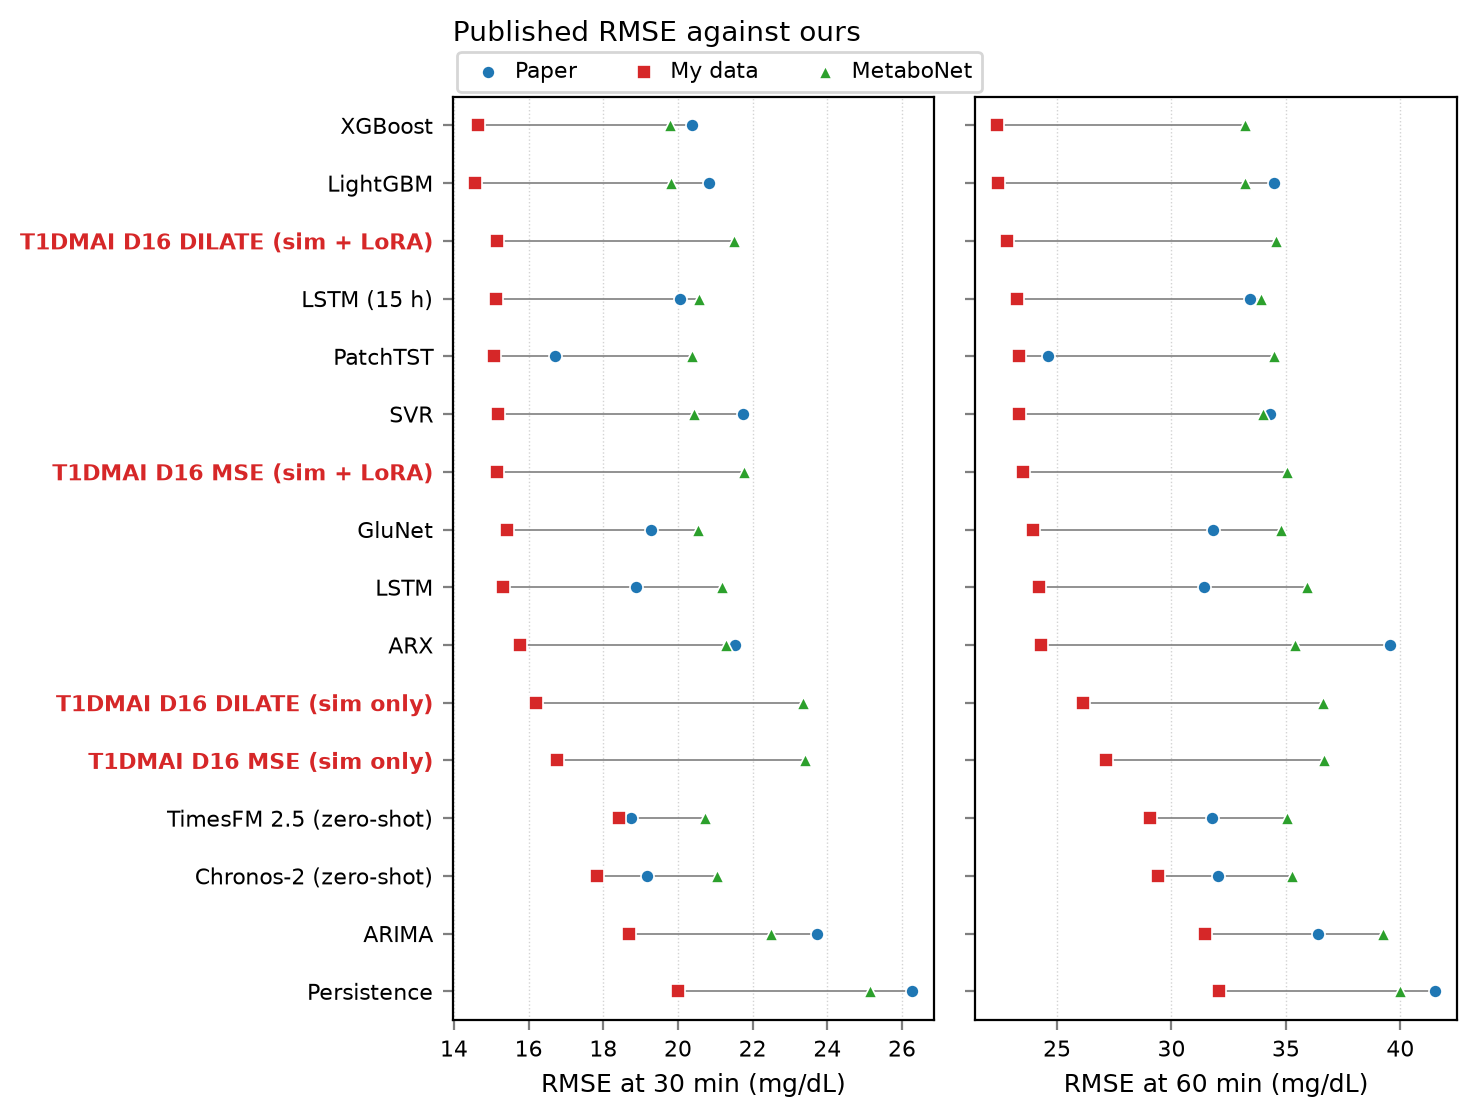 Published RMSE against ours
Paper
My data
MetaboNet
XGBoost
LightGBM
T1DMAI D16 DILATE (sim + LoRA)
LSTM (15 h)
PatchTST
SVR
T1DMAI D16 MSE (sim + LoRA)
GluNet
LSTM
ARX
T1DMAI D16 DILATE (sim only)
T1DMAI D16 MSE (sim only)
TimesFM 2.5 (zero-shot)
Chronos-2 (zero-shot)
ARIMA
Persistence
14 16 18 20 22 24 26
RMSE at 30 min (mg/dL)
25 30 35 40
RMSE at 60 min (mg/dL)